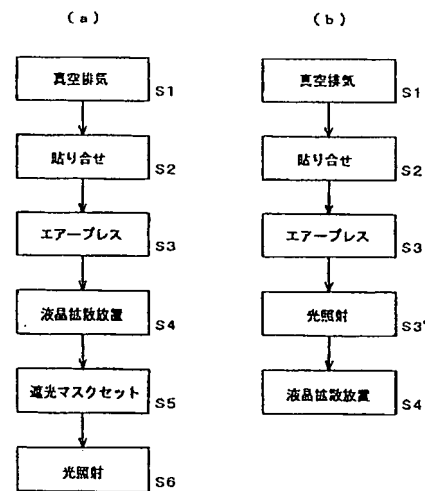 (a)
真空排気
S1
貼り合せ
S2
エアープレス
S3
液晶拡散放置
S4
遮光マスクセット
S5
光照射
S6
(b)
真空排気
S1
貼り合せ
S2
エアープレス
S3
光照射
S3'
液晶拡散放置
S4